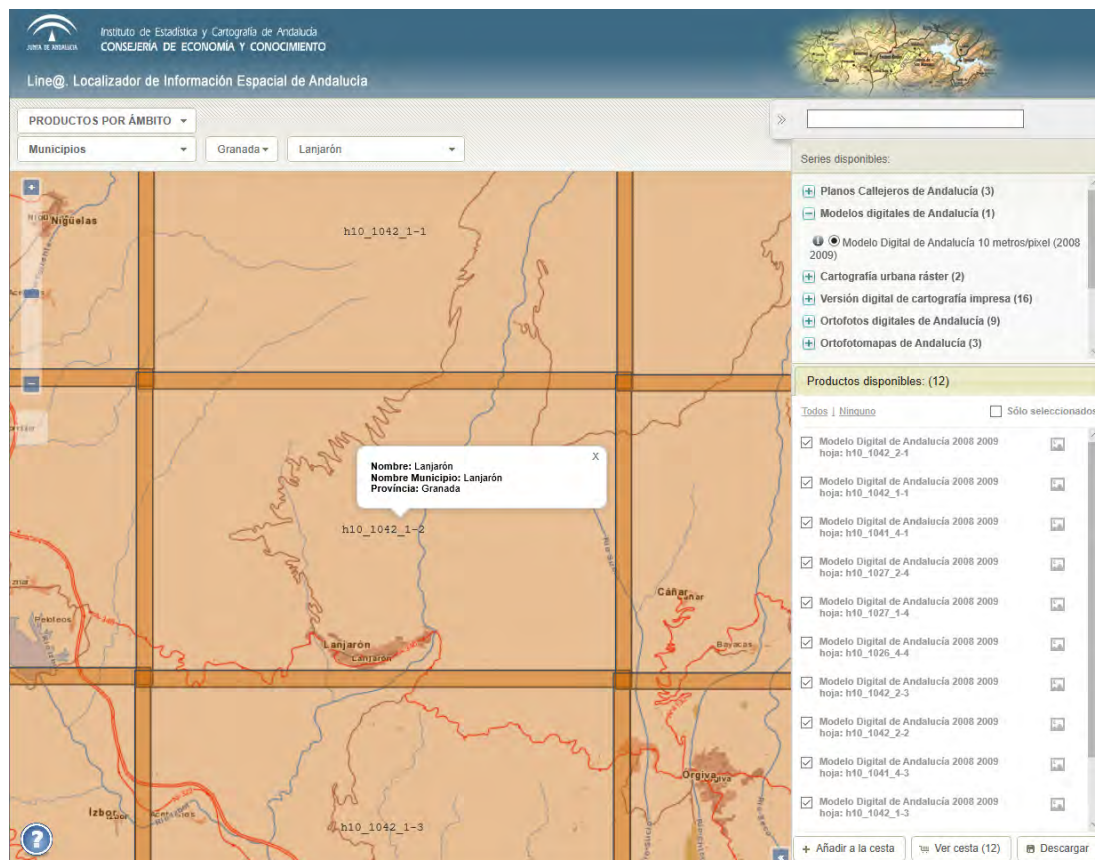 JUNTA DE ANDALUCIA
Instituto de Estadística y Cartografía de Andalucía
CONSEJERÍA DE ECONOMÍA Y CONOCIMIENTO
Line@. Localizador de Información Espacial de Andalucía
PRODUCTOS POR ÁMBITO
Municipios
Granada
Lanjarón
Series disponibles:
Planos Callejeros de Andalucía (3)
Modelos digitales de Andalucía (1)
Modelo Digital de Andalucía 10 metros/pixel (2008
2009)
Cartografía urbana ráster (2)
Versión digital de cartografía impresa (16)
Ortofotos digitales de Andalucía (9)
Ortofotomapas de Andalucía (3)
Productos disponibles: (12)
Todos | Ninguno
Sólo seleccionados
Modelo Digital de Andalucía 2008 2009
hoja: h10_1042_2-1
Modelo Digital de Andalucía 2008 2009
hoja: h10_1042_1-1
Modelo Digital de Andalucía 2008 2009
hoja: h10_1041_4-1
Modelo Digital de Andalucía 2008 2009
hoja: h10_1027_2-4
Modelo Digital de Andalucía 2008 2009
hoja: h10_1027_1-4
Modelo Digital de Andalucía 2008 2009
hoja: h10_1026_4-4
Modelo Digital de Andalucía 2008 2009
hoja: h10_1042_2-3
Modelo Digital de Andalucía 2008 2009
hoja: h10_1042_2-2
Modelo Digital de Andalucía 2008 2009
hoja: h10_1041_4-3
Modelo Digital de Andalucía 2008 2009
hoja: h10_1042_1-3
+ Añadir a la cesta
Ver cesta (12)
Descargar
Nigüelas
h10_1042_1-1
X
Nombre: Lanjarón
Nombre Municipio: Lanjarón
Província: Granada
h10_1042_1-2
Cáñar
Lanjarón
Lanjarón
Bayacas
Órgiva
Izbor
h10_1042_1-3
?